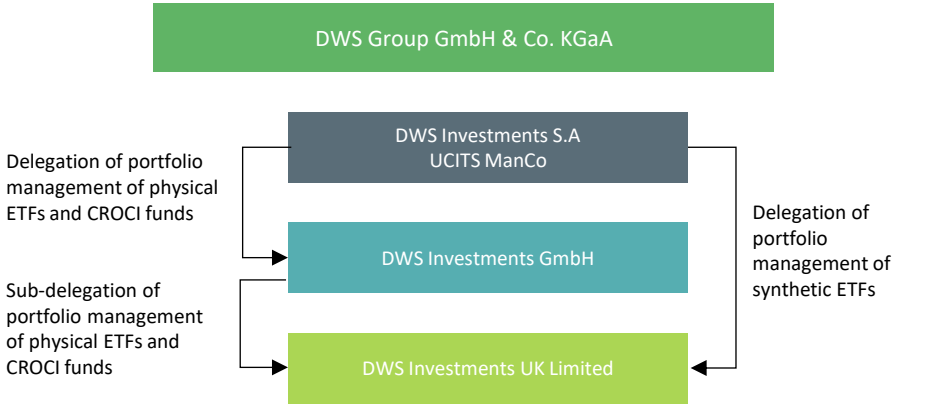 DWS Group GmbH & Co. KGaA
DWS Investments S.A
UCITS ManCo
Delegation of portfolio
management of physical
ETFs and CROCI funds
DWS Investments GmbH
Delegation of
portfolio
management of
synthetic ETFs
Sub-delegation of
portfolio management
of physical ETFs and
CROCI funds
DWS Investments UK Limited